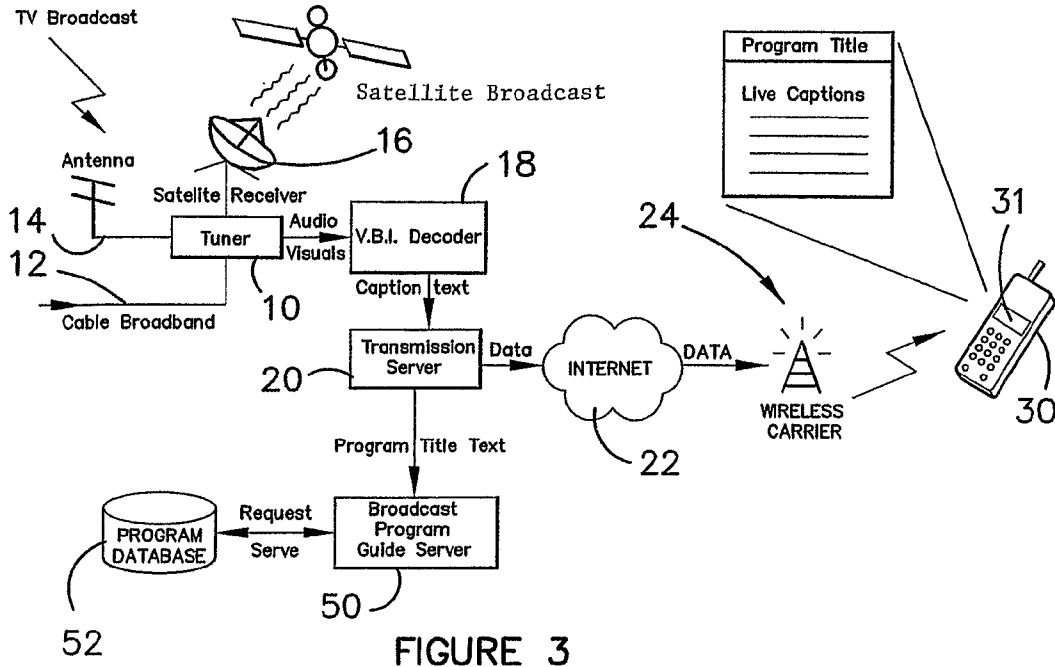 TV Broadcast
Satellite Broadcast
Program Title
Live Captions
16
18
Antenna
Satelite Receiver
24
31
14
Tuner
Audio
Visuals
V.B.I. Decoder
12
10
Caption text
Cable Broadband
Transmission
Server
Data
INTERNET
DATA
20
30
WIRELESS
CARRIER
22
Program Title Text
PROGRAM
DATABASE
Request
Serve
Broadcast
Program
Guide Server
52
50
FIGURE 3